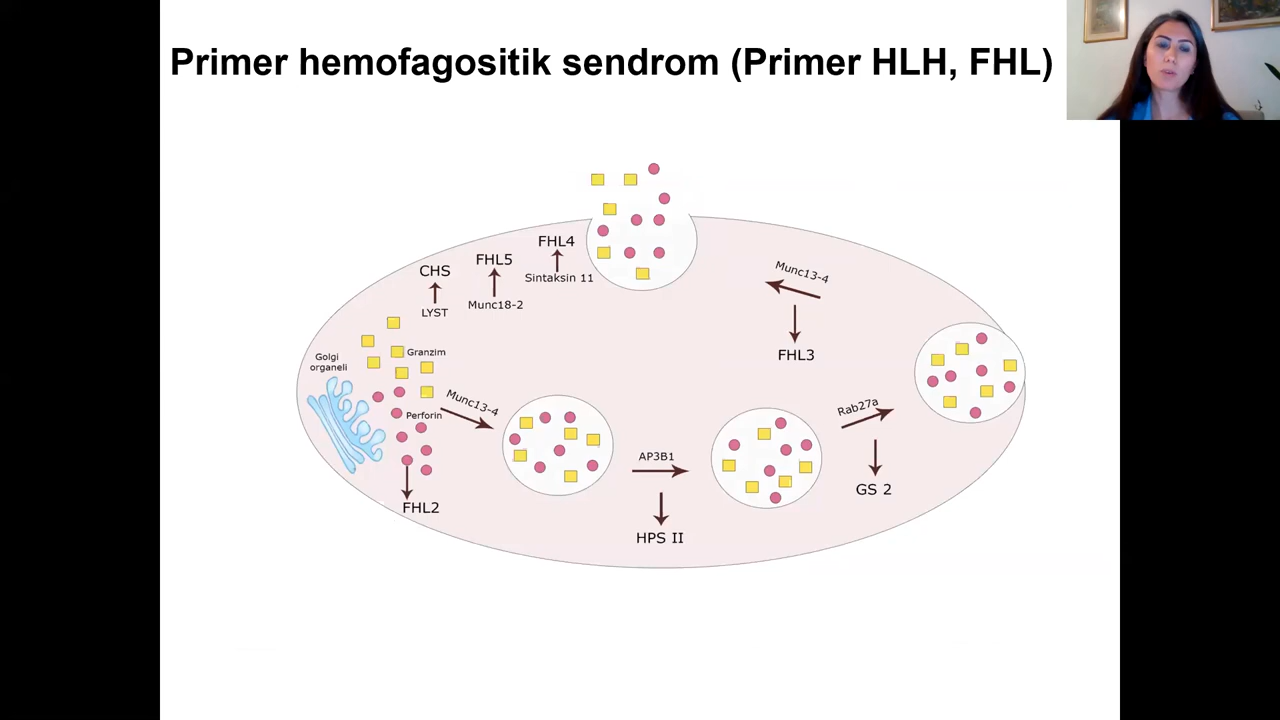 Primer hemofagositik sendrom (Primer HLH, FHL)
FHL4
Sintaksin 11
FHL5
Munc18-2
CHS
LYST
Munc13-4
FHL3
Golgi
organeli
Granzim
Perforin
Munc13-4
FHL2
AP3B1
HPS II
Rab27a
GS 2